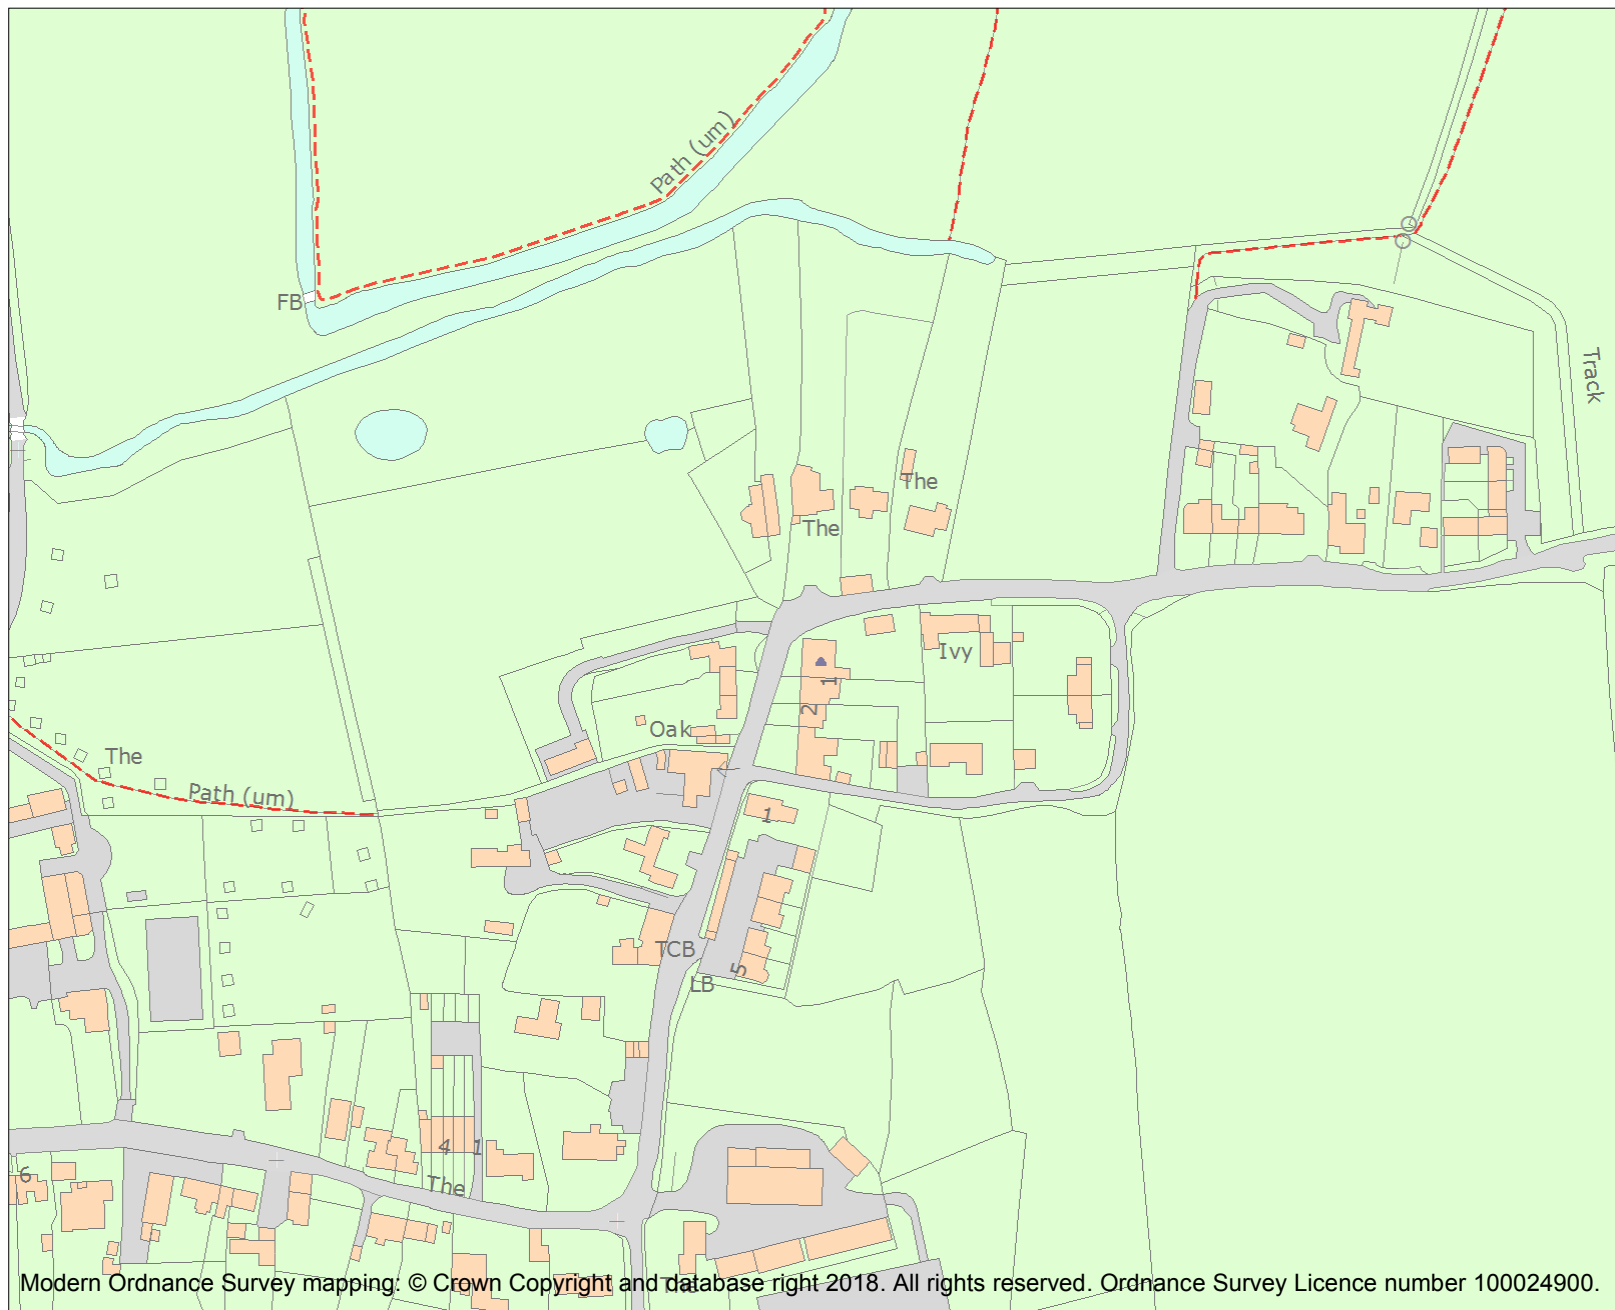 Path (um)
FB
Track
The
The
Ivy
1
2
Oak
The
Path (um)
1
TCB
5
LB
4 1
6
The
The
Modern Ordnance Survey mapping: © Crown Copyright and database right 2018. All rights reserved. Ordnance Survey Licence number 100024900.